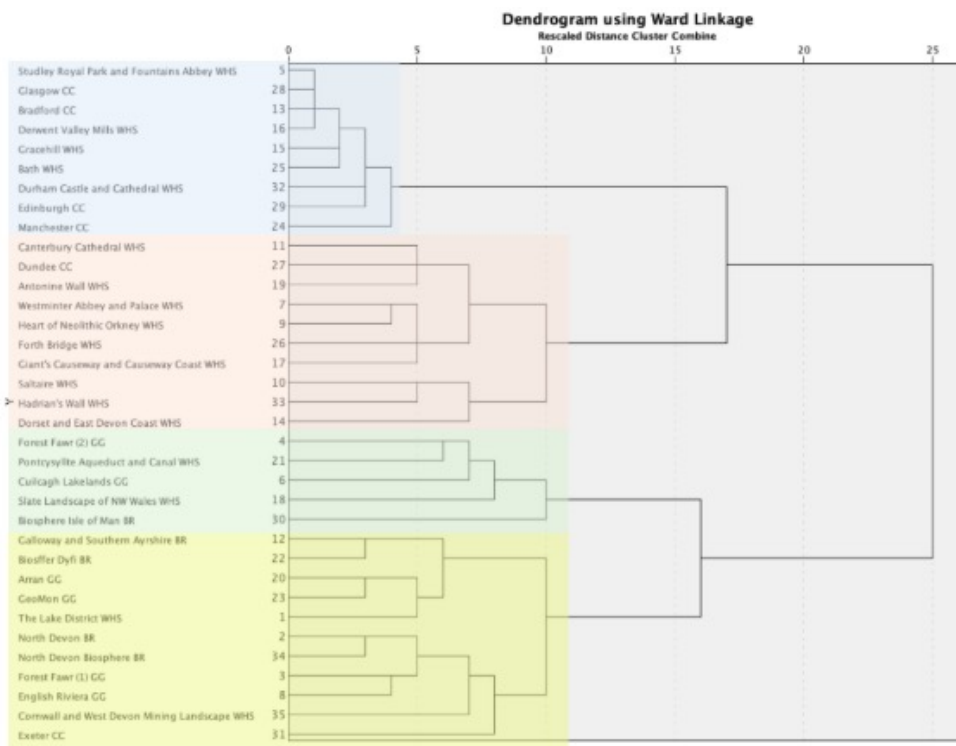 Dendrogram using Ward Linkage
Rescaled Distance Cluster Combine
0 5 10 15 20 25
Studley Royal Park and Fountains Abbey WHS 5
Glasgow CC 28
Bradford CC 13
Derwent Valley Mills WHS 16
Gracehill WHS 15
Bath WHS 25
Durham Castle and Cathedral WHS 32
Edinburgh CC 29
Manchester CC 24
Canterbury Cathedral WHS 11
Dundee CC 27
Antonine Wall WHS 19
Westminter Abbey and Palace WHS 7
Heart of Neolithic Orkney WHS 9
Forth Bridge WHS 26
Giant's Causeway and Causeway Coast WHS 17
Saltaire WHS 10
Y
Hadrian's Wall WHS 33
Dorset and East Devon Coast WHS 14
Forest Fawr (2) GG 4
Pontcysyllte Aqueduct and Canal WHS 21
Cuilcagh Lakelands GG 6
Slate Landscape of NW Wales WHS 18
Biosphere Isle of Man BR 30
Galloway and Southern Ayrshire BR 12
Biosffer Dyfi BR 22
Arran GG 20
GeoMon GG 23
The Lake District WHS 1
North Devon BR 2
North Devon Biosphere BR 34
Forest Fawr (1) GG 3
English Riviera GG 8
Cornwall and West Devon Mining Landscape WHS 35
Exeter CC 31